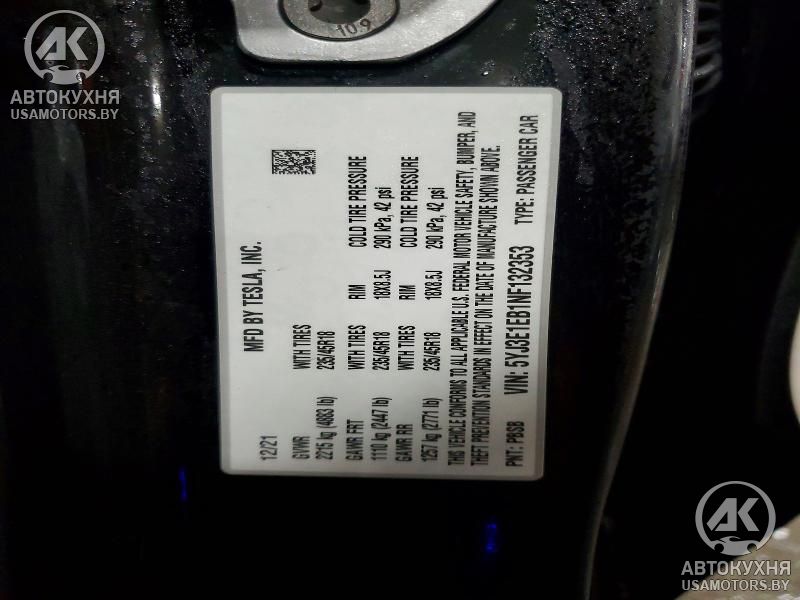 AK
АВТОКУХНЯ
USAMOTORS.BY
10.9
MFD BY TESLA, INC.
12/21
GVWR WITH TIRES
2215 kg (4883 lb) 235/45R18
GAWR FRT WITH TIRES RIM COLD TIRE PRESSURE
1110 kg (2447 lb) 235/45R18 18X8.5J 290 kPa, 42 psi
GAWR RR WITH TIRES RIM COLD TIRE PRESSURE
1257 kg (2771 lb) 235/45R18 18X8.5J 290 kPa, 42 psi
THIS VEHICLE CONFORMS TO ALL APPLICABLE U.S. FEDERAL MOTOR VEHICLE SAFETY, BUMPER, AND
THEFT PREVENTION STANDARDS IN EFFECT ON THE DATE OF MANUFACTURE SHOWN ABOVE.
PNT: PBSB VIN: 5YJ3E1EB1NF132353 TYPE: PASSENGER CAR
AK
АВТОКУХНЯ
USAMOTORS.BY